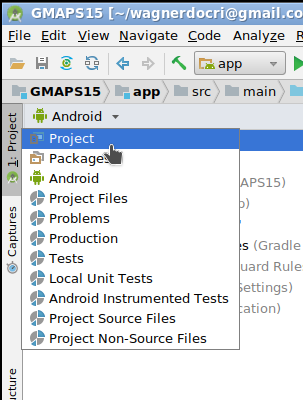 GMAPS15 [~/wagnerdocri@gmail.co
File Edit View Navigate Code Analyze R
app
GMAPS15 app src main
Android
1: Project
Project
Packages
Android
Project Files
Problems
Production
Tests
Local Unit Tests
Android Instrumented Tests
Project Source Files
Project Non-Source Files
APS15)
)
s (Gradle
uard Rule
Settings)
cation)
Captures
ucture